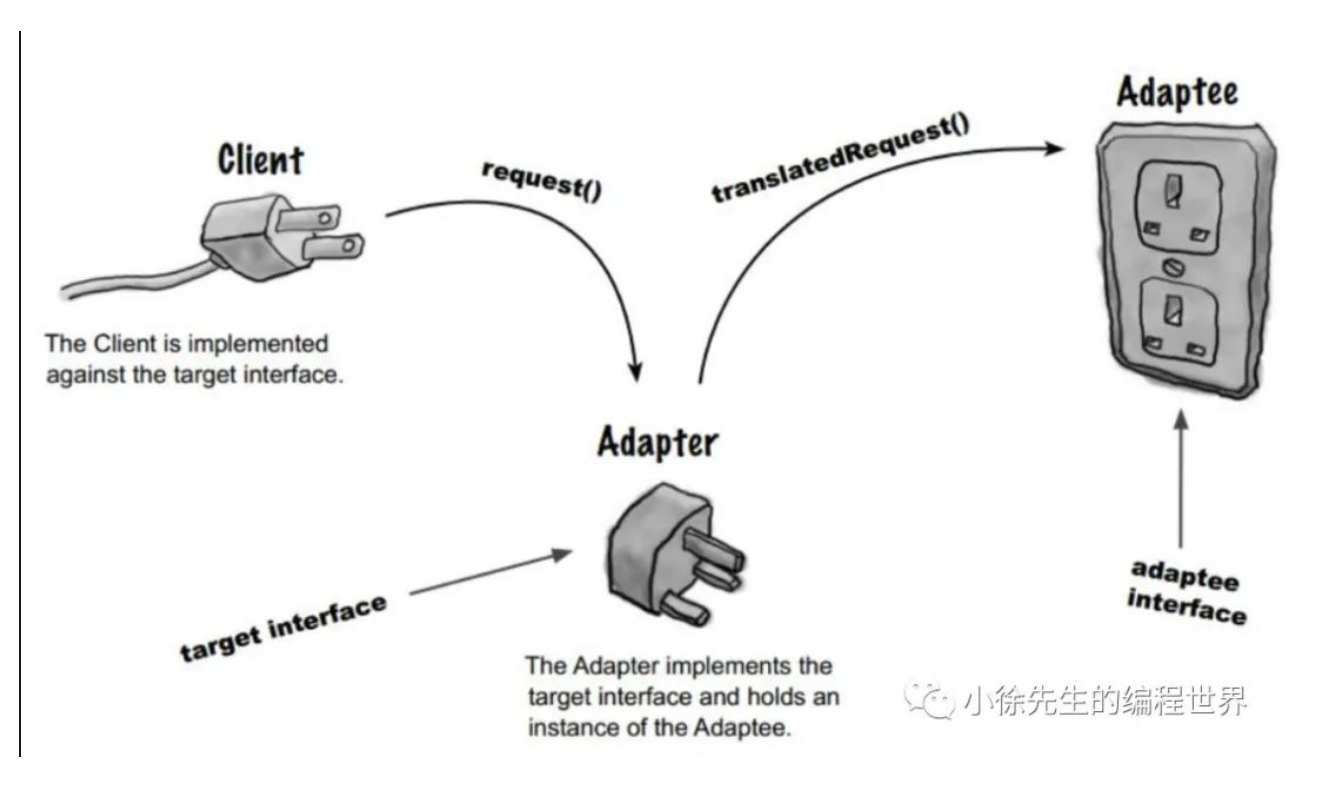 Adaptee
Client
request()
translatedRequest()
The Client is implemented
against the target interface.
Adapter
target interface
adaptee
interface
The Adapter implements the
target interface and holds an
instance of the Adaptee.
小徐先生的编程世界